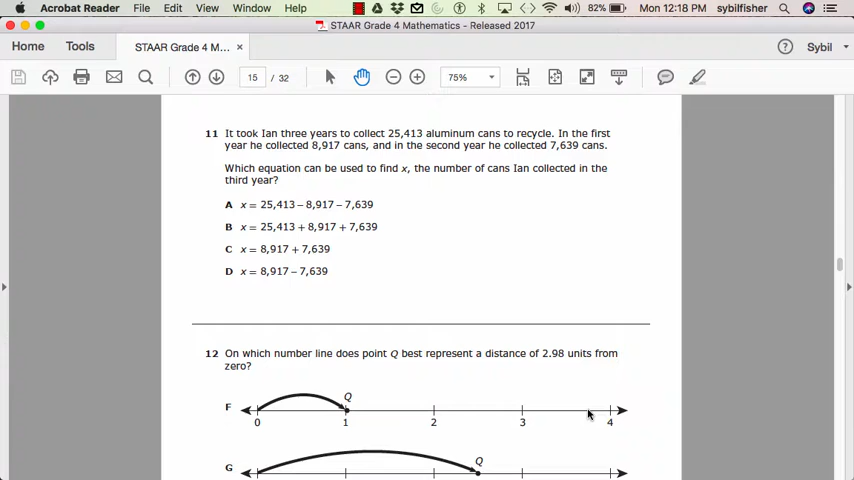 Acrobat Reader File Edit View Window Help 82% Mon 12:18 PM sybilfisher
STAAR Grade 4 Mathematics - Released 2017
Home Tools STAAR Grade 4 M... × Sybil
15 / 32 75%
11 It took Ian three years to collect 25,413 aluminum cans to recycle. In the first
year he collected 8,917 cans, and in the second year he collected 7,639 cans.
Which equation can be used to find x, the number of cans Ian collected in the
third year?
A x = 25,413 – 8,917 – 7,639
B x = 25,413 + 8,917 + 7,639
C x = 8,917 + 7,639
D x = 8,917 – 7,639
12 On which number line does point Q best represent a distance of 2.98 units from
zero?
Q
F
0 1 2 3 4
Q
G